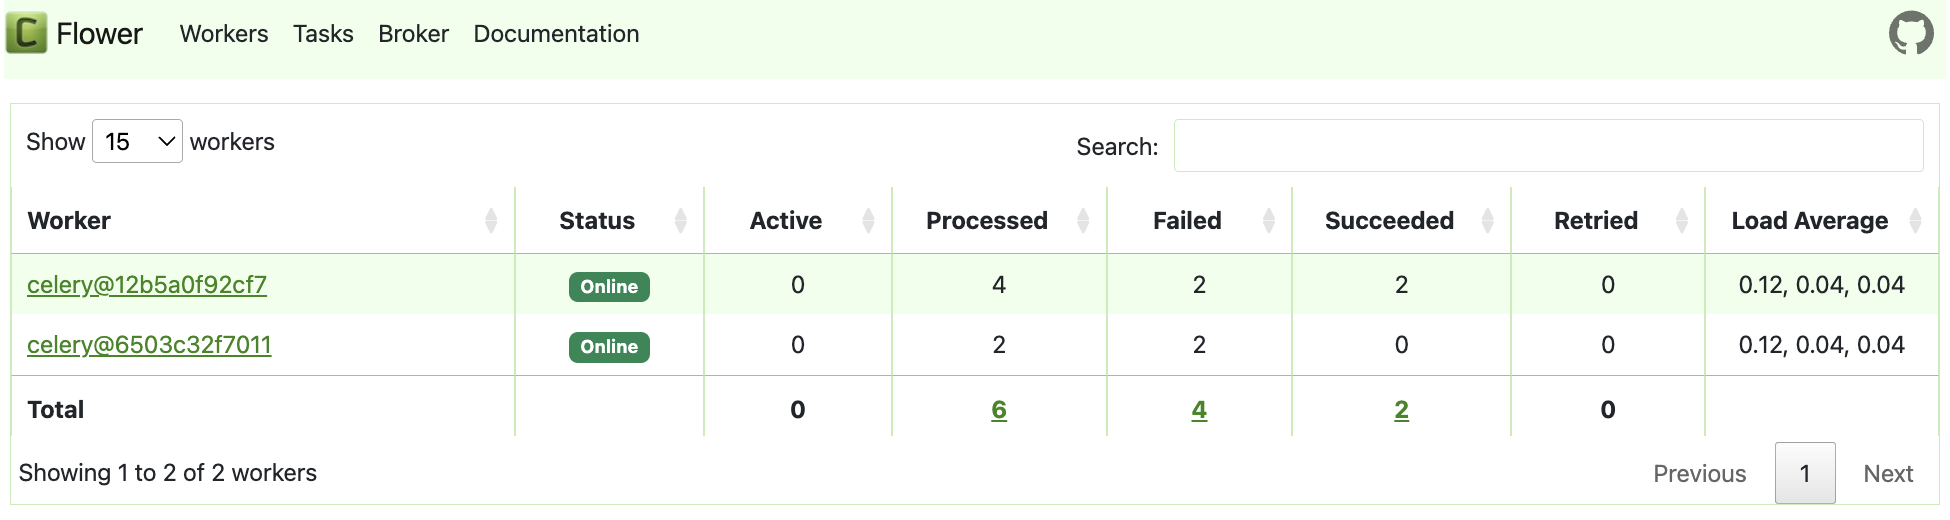 C Flower Workers Tasks Broker Documentation
Show 15 workers Search:
Worker Status Active Processed Failed Succeeded Retried Load Average
celery@12b5a0f92cf7 Online 0 4 2 2 0 0.12, 0.04, 0.04
celery@6503c32f7011 Online 0 2 2 0 0 0.12, 0.04, 0.04
Total 0 6 4 2 0
Showing 1 to 2 of 2 workers Previous 1 Next